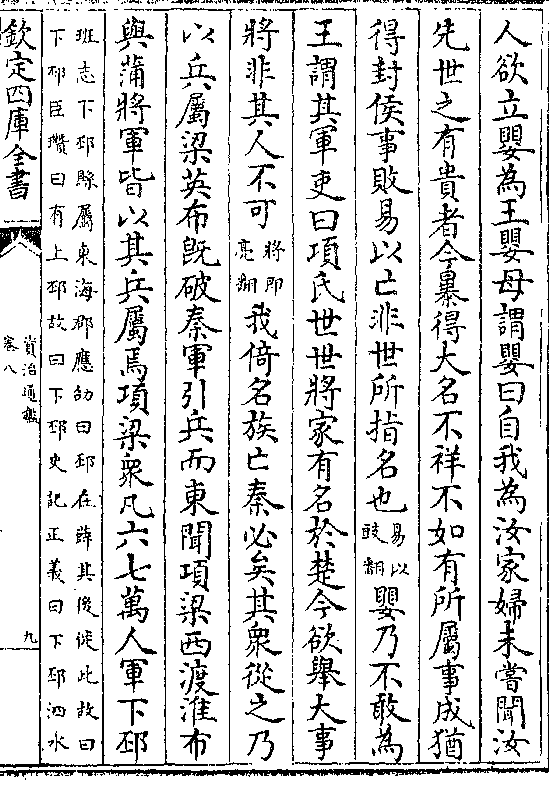 人欲立嬰為王嬰母謂嬰曰自我為汝家婦未嘗聞汝
先世之有貴者今暴得大名不祥不如有所屬事成猶
得封侯事敗易以亡非世所指名也易以豉翻嬰乃不敢為
王謂其軍吏曰項氏世世將家有名於楚今欲舉大事
將非其人不可將即亮翻我倚名族亡秦必矣其衆從之乃
以兵屬梁英布既破秦軍引兵而東聞項梁西渡淮布
與蒲將軍皆以其兵屬焉項梁衆凡六七萬人軍下邳
班志下邳縣屬東海郡應劭曰邳在薛其後徙此故曰
下邳臣瓚曰有上邳故曰下邳史記正義曰下邳泗水
欽定四庫全書
資治通鑑
卷八
九